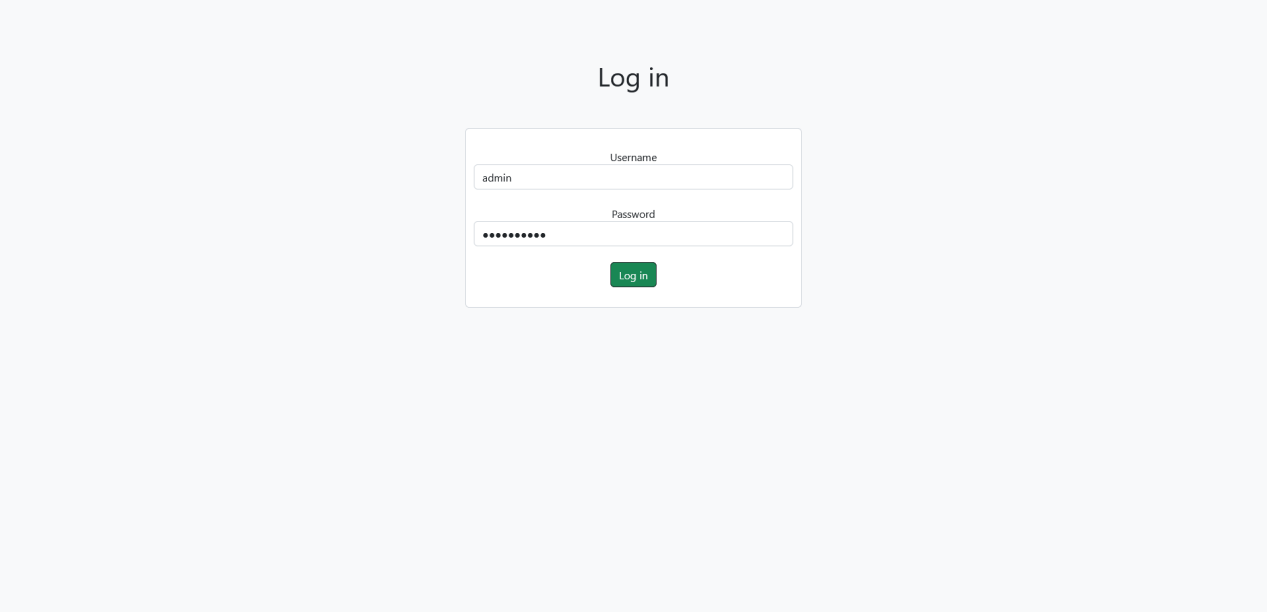 Log in
Username
admin
Password
••••••••••
Log in